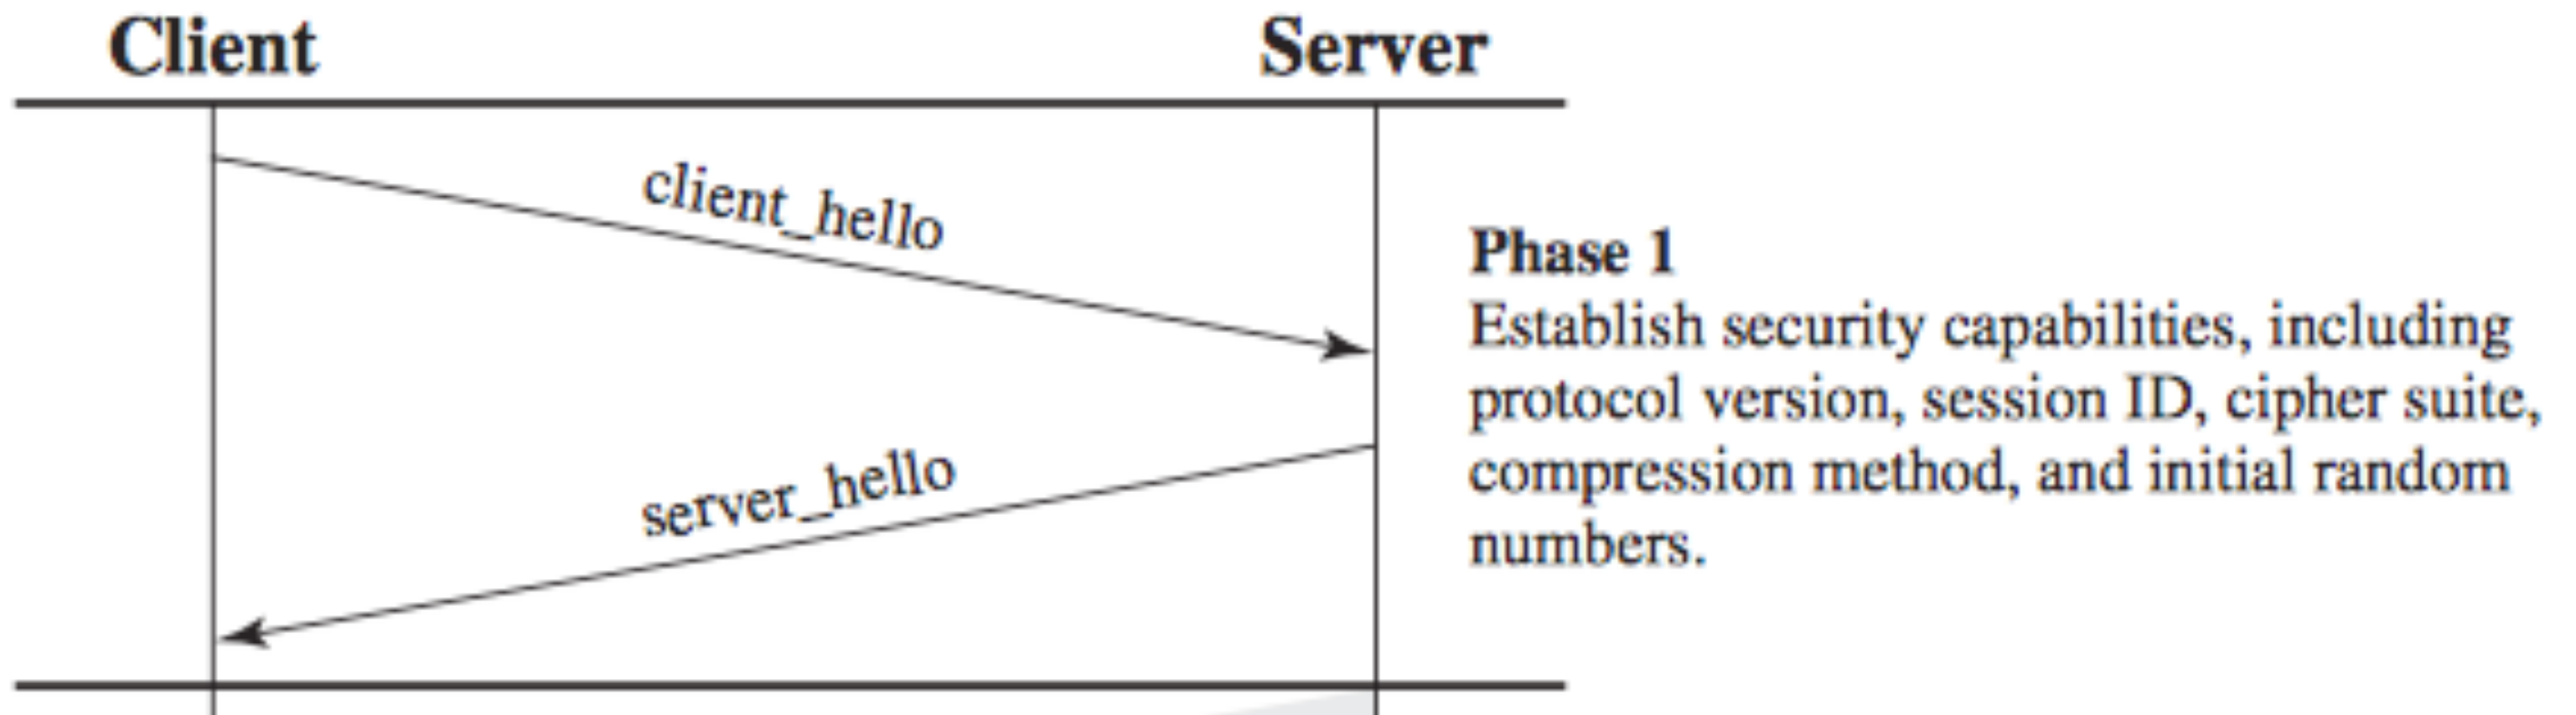 Client
Server
client_hello
Phase 1
Establish security capabilities, including
protocol version, session ID, cipher suite,
compression method, and initial random
numbers.
server_hello